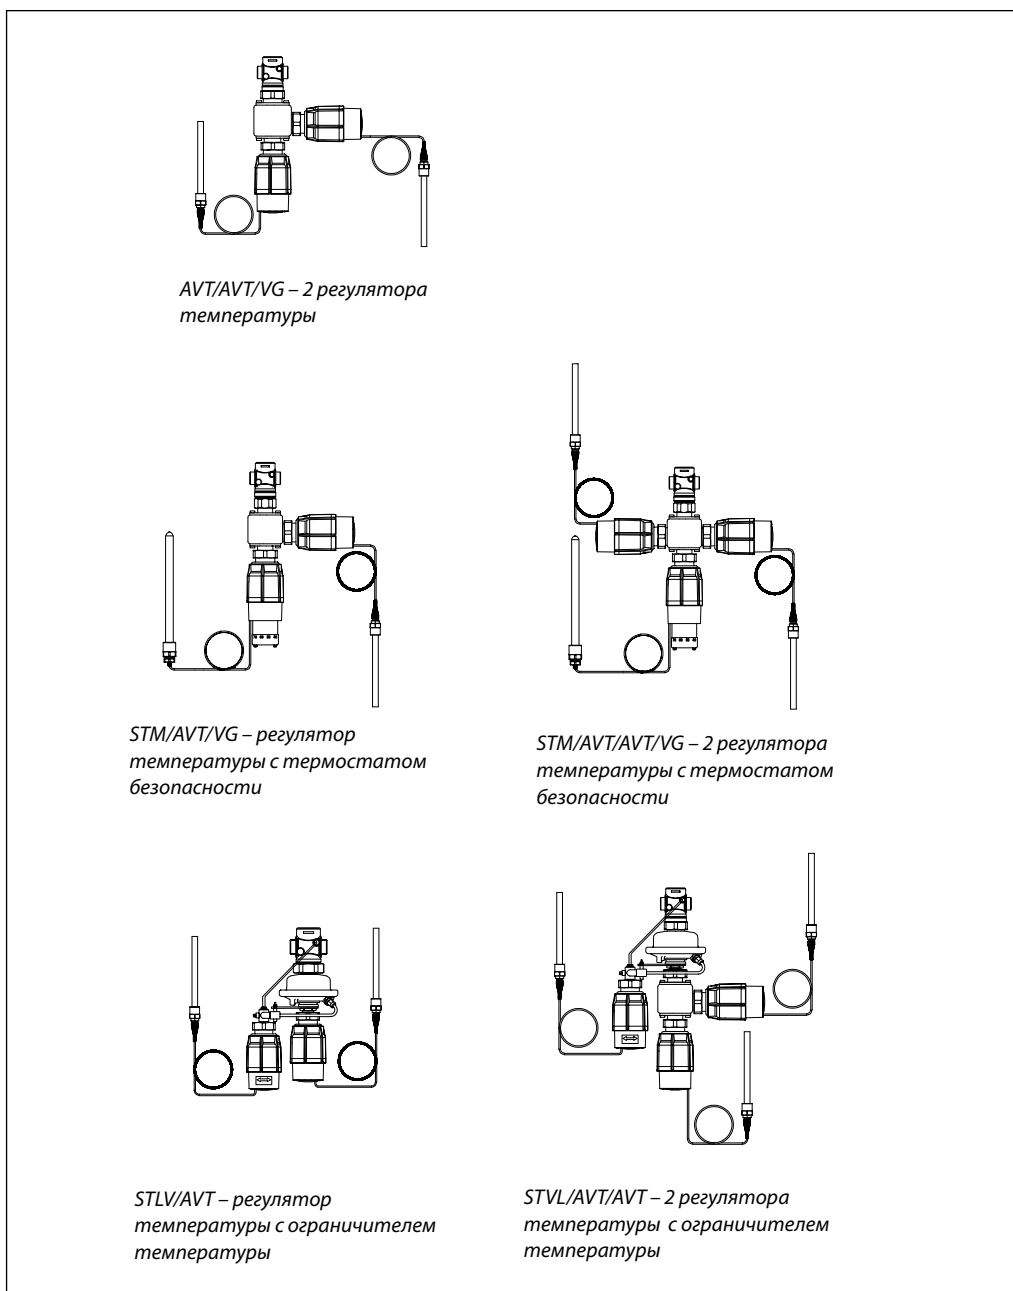 AVT/AVT/VG – 2 регулятора
температуры
STM/AVT/VG – регулятор
температуры с термостатом
безопасности
STM/AVT/AVT/VG – 2 регулятора
температуры с термостатом
безопасности
STLV/AVT – регулятор
температуры с ограничителем
температуры
STVL/AVT/AVT – 2 регулятора
температуры с ограничителем
температуры